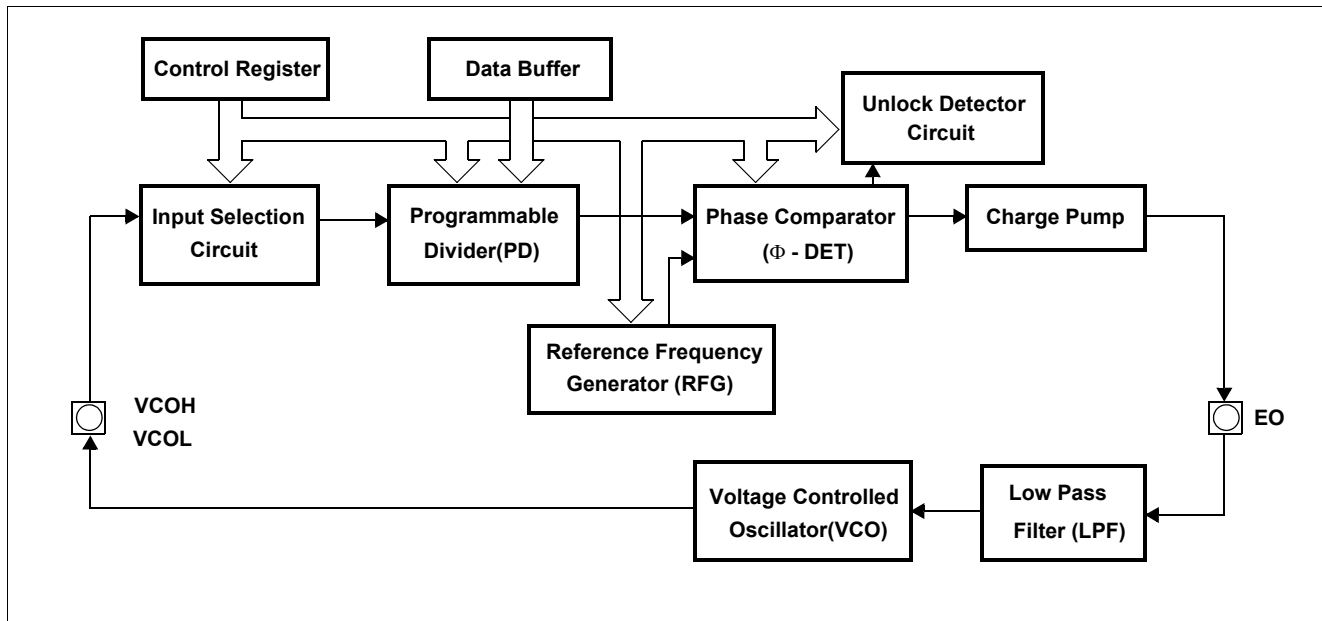 Control Register
Data Buffer
Unlock Detector
Circuit
Input Selection
Circuit
Programmable
Divider(PD)
Phase Comparator
(Φ - DET)
Charge Pump
Reference Frequency
Generator (RFG)
VCOH
VCOL
EO
Voltage Controlled
Oscillator(VCO)
Low Pass
Filter (LPF)